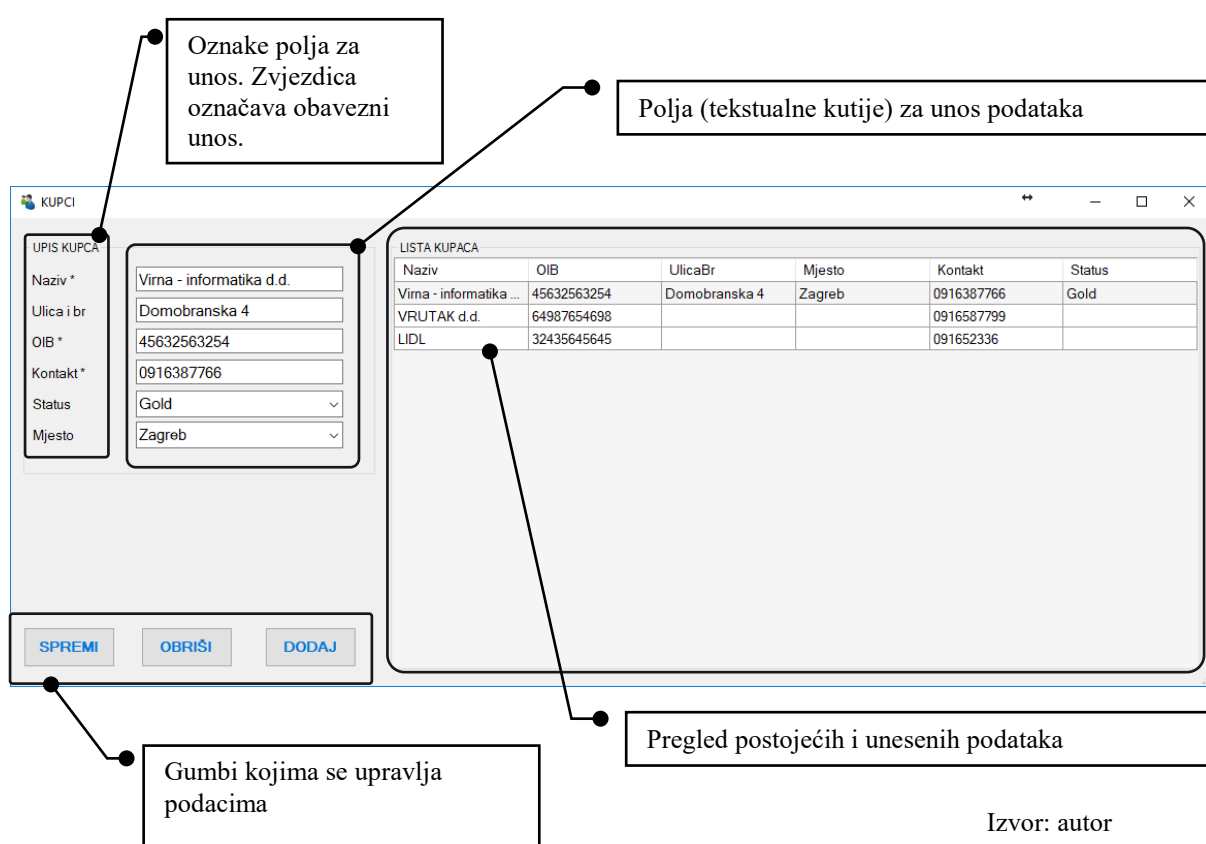 Oznake polja za
unos. Zvjezdica
označava obavezni
unos.
Polja (tekstualne kutije) za unos podataka
KUPCI
UPIS KUPCA
Naziv * Virna - informatika d.d.
Ulica i br Domobranska 4
OIB * 45632563254
Kontakt * 0916387766
Status Gold
Mjesto Zagreb
LISTA KUPACA
Naziv OIB UlicaBr Mjesto Kontakt Status
Virna - informatika ... 45632563254 Domobranska 4 Zagreb 0916387766 Gold
VRUTAK d.d. 64987654698 0916587799
LIDL 32435645645 091652336
SPREMI OBRIŠI DODAJ
Pregled postojećih i unesenih podataka
Gumbi kojima se upravlja
podacima
Izvor: autor